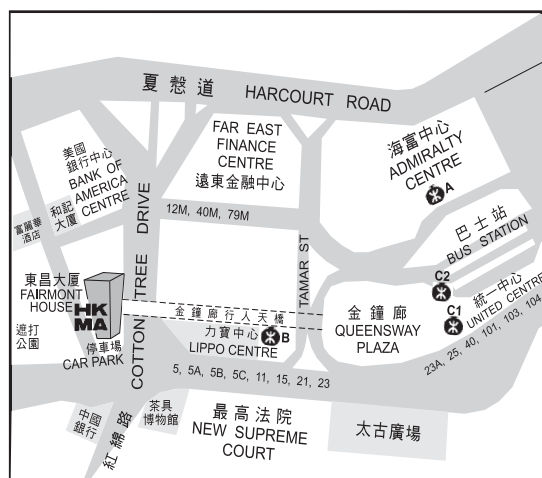 夏慤道 HARCOURT ROAD
美國
銀行中心
BANK OF
AMERICA
CENTRE
和記
大廈
富麗華
酒店
FAR EAST
FINANCE
CENTRE
遠東金融中心
海富中心
ADMIRALTY
CENTRE
A
12M, 40M, 79M
COTTON TREE DRIVE
紅綿路
TAMAR ST
巴士站
BUS STATION
C2
統一中心
UNITED CENTRE
C1
23A, 25, 40, 101, 103, 104
東昌大厦
FAIRMONT
HOUSE
HK
MA
遮打
公園
停車場
CAR PARK
金鐘廊行人天橋
力寶中心
LIPPO CENTRE
B
金鐘廊
QUEENSWAY
PLAZA
5, 5A, 5B, 5C, 11, 15, 21, 23
中國
銀行
茶具
博物館
最高法院
NEW SUPREME
COURT
太古廣場